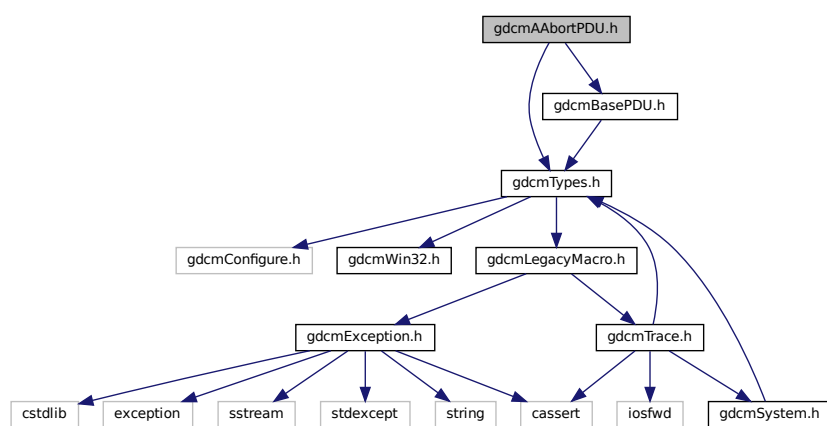 gdcmAAbortPDU.h
gdcmBasePDU.h
gdcmTypes.h
gdcmConfigure.h
gdcmWin32.h
gdcmLegacyMacro.h
gdcmException.h
gdcmTrace.h
cstdlib
exception
sstream
stdexcept
string
cassert
iosfwd
gdcmSystem.h